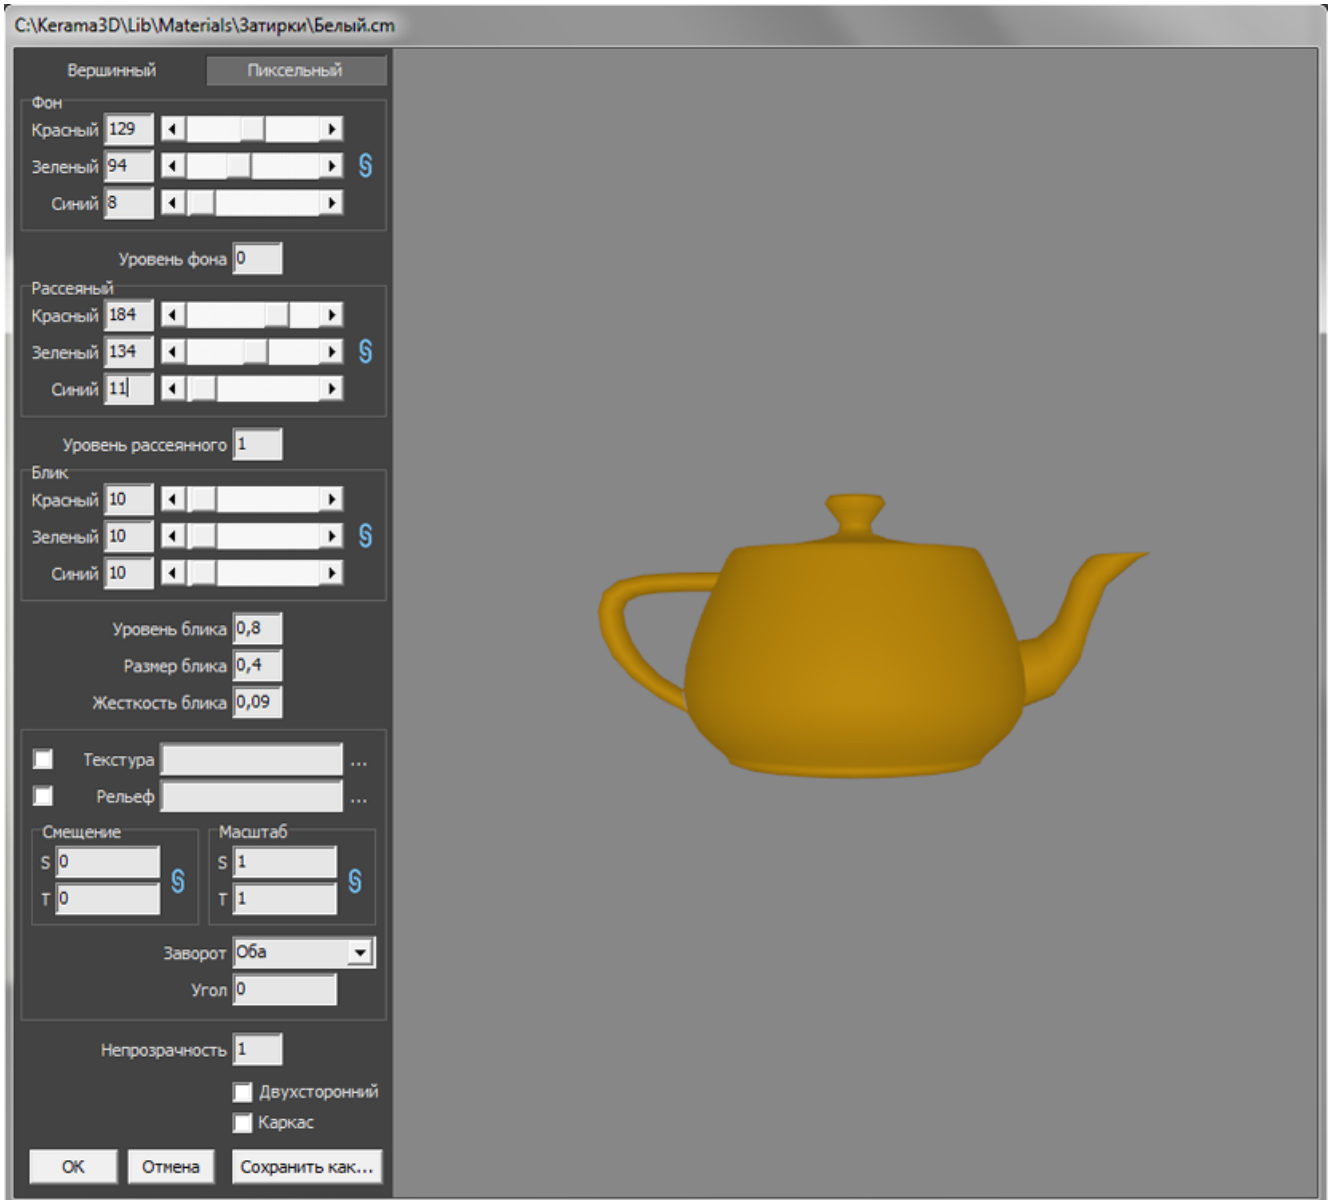 C:\Kerama3D\Lib\Materials\Затирки\Белый.cm
Вершинный Пиксельный
Фон
Красный 129
Зеленый 94
Синий 8
Уровень фона 0
Рассеяный
Красный 184
Зеленый 134
Синий 11
Уровень рассеянного 1
Блик
Красный 10
Зеленый 10
Синий 10
Уровень блика 0,8
Размер блика 0,4
Жесткость блика 0,09
Текстура ...
Рельеф ...
Смещение Масштаб
S 0 S 1
T 0 T 1
Заворот Оба
Угол 0
Непрозрачность 1
Двухсторонний
Каркас
OK Отмена Сохранить как...